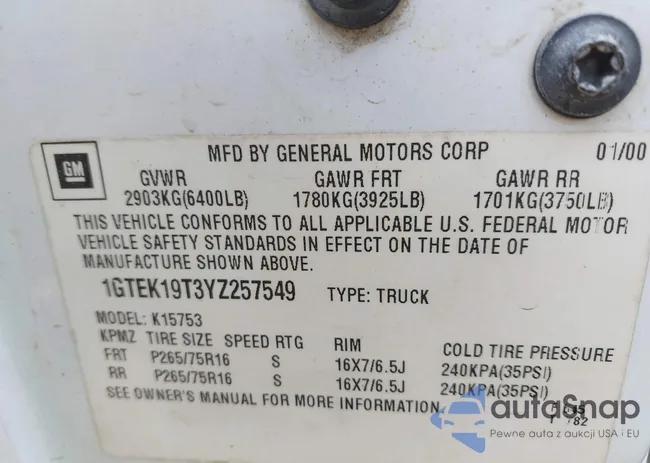 MFD BY GENERAL MOTORS CORP 01/00
GM
GVWR GAWR FRT GAWR RR
2903KG(6400LB) 1780KG(3925LB) 1701KG(3750LB)
THIS VEHICLE CONFORMS TO ALL APPLICABLE U.S. FEDERAL MOTOR
VEHICLE SAFETY STANDARDS IN EFFECT ON THE DATE OF
MANUFACTURE SHOWN ABOVE.
1GTEK19T3YZ257549 TYPE: TRUCK
MODEL: K15753
KPMZ TIRE SIZE SPEED RTG RIM COLD TIRE PRESSURE
FRT P265/75R16 S 16X7/6.5J 240KPA(35PSI)
RR P265/75R16 S 16X7/6.5J 240KPA(35PSI)
SEE OWNER'S MANUAL FOR MORE INFORMATION.
autoSnap
Pewne auta z aukcji USA i EU